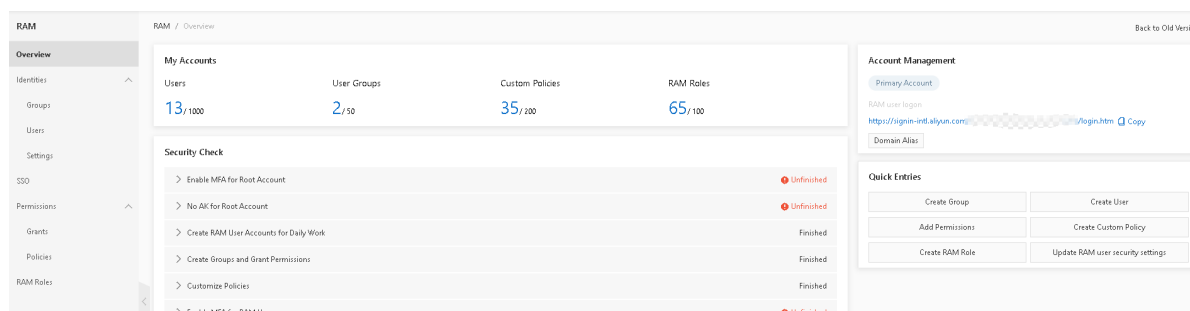 RAM
RAM / Overview
Back to Old Versi
Overview
Identities
Groups
Users
Settings
SSO
Permissions
Grants
Policies
RAM Roles
My Accounts
Users
User Groups
Custom Policies
RAM Roles
13/ 1000
2/ 50
35/ 200
65/ 100
Security Check
Enable MFA for Root Account
Unfinished
No AK for Root Account
Unfinished
Create RAM User Accounts for Daily Work
Finished
Create Groups and Grant Permissions
Finished
Customize Policies
Finished
Account Management
Primary Account
RAM user logon
https://signin-intl.aliyun.com /login.htm Copy
Domain Alias
Quick Entries
Create Group
Create User
Add Permissions
Create Custom Policy
Create RAM Role
Update RAM user security settings